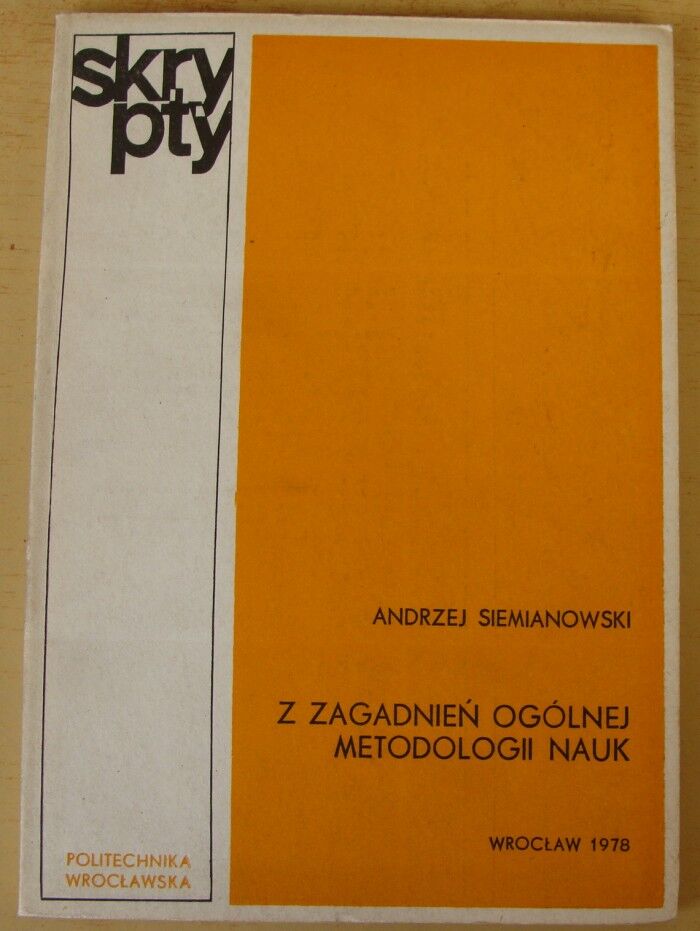 skry
pty
ANDRZEJ SIEMIANOWSKI
Z ZAGADNIEŃ OGÓLNEJ
METODOLOGII NAUK
WROCŁAW 1978
POLITECHNIKA
WROCŁAWSKA